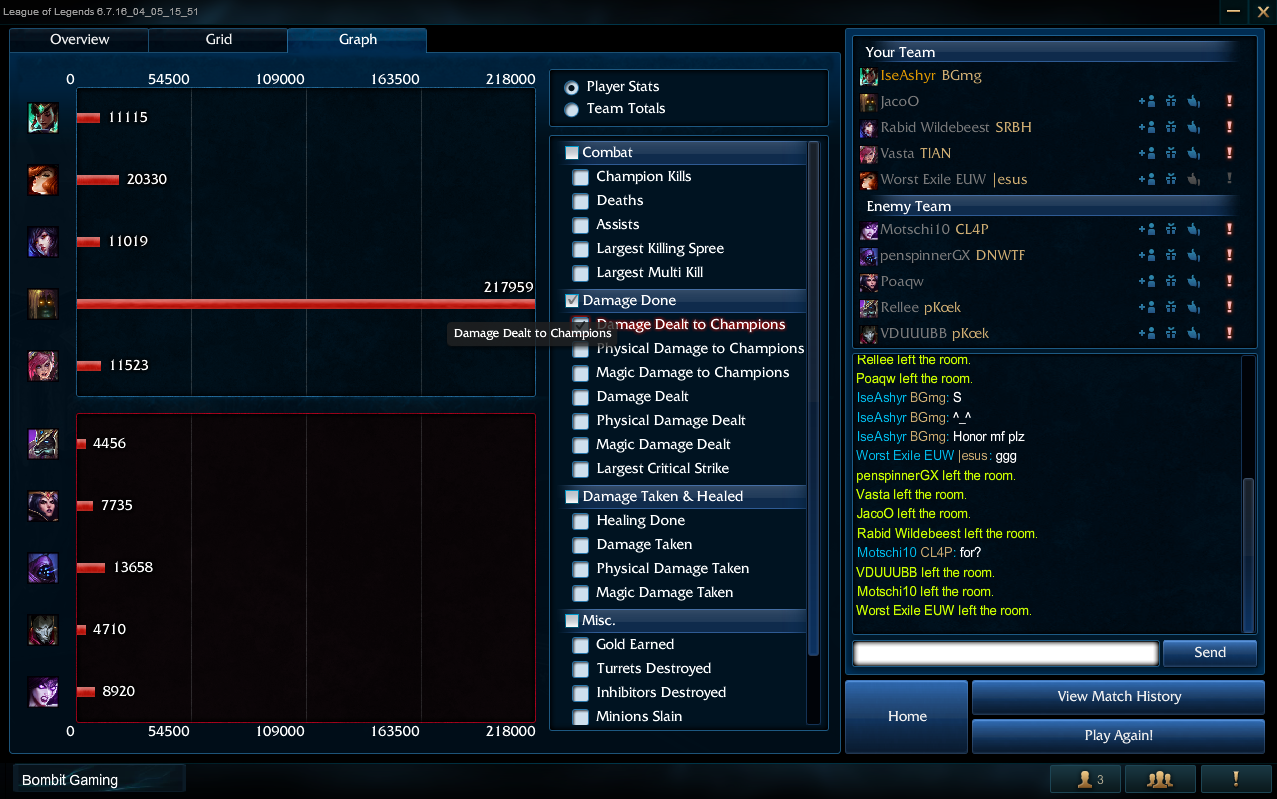 League of Legends 6.7.16_04_05_15_51
Overview
Grid
Graph
0 54500 109000 163500 218000
11115
20330
11019
217959
11523
4456
7735
13658
4710
8920
0 54500 109000 163500 218000
Player Stats
Team Totals
Combat
Champion Kills
Deaths
Assists
Largest Killing Spree
Largest Multi Kill
Damage Done
Damage Dealt to Champions
Damage Dealt to Champions
Physical Damage to Champions
Magic Damage to Champions
Damage Dealt
Physical Damage Dealt
Magic Damage Dealt
Largest Critical Strike
Damage Taken & Healed
Healing Done
Damage Taken
Physical Damage Taken
Magic Damage Taken
Misc.
Gold Earned
Turrets Destroyed
Inhibitors Destroyed
Minions Slain
Your Team
IseAshyr BGmg
JacoO
Rabid Wildebeest SRBH
Vasta TIAN
Worst Exile EUW |esus
Enemy Team
Motschi10 CL4P
penspinnerGX DNWTF
Poaqw
Rellee pKœk
VDUUUBB pKœk
Rellee left the room.
Poaqw left the room.
IseAshyr BGmg: S
IseAshyr BGmg: ^_^
IseAshyr BGmg: Honor mf plz
Worst Exile EUW |esus: ggg
penspinnerGX left the room.
Vasta left the room.
JacoO left the room.
Rabid Wildebeest left the room.
Motschi10 CL4P: for?
VDUUUBB left the room.
Motschi10 left the room.
Worst Exile EUW left the room.
Send
Home
View Match History
Play Again!
Bombit Gaming
3